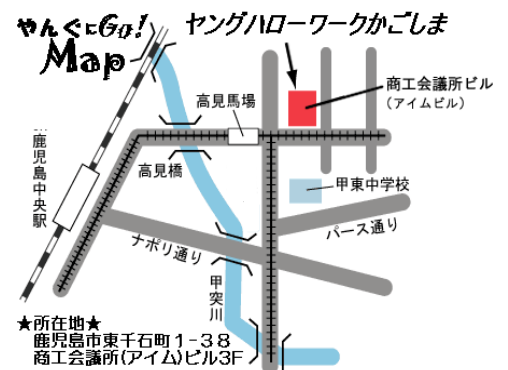 やんぐにGo!
Map
ヤングハローワークかごしま
商工会議所ビル
(アイムビル)
高見馬場
高見橋
鹿児島中央駅
甲東中学校
パース通り
ナポリ通り
甲突川
★所在地★
鹿児島市東千石町1-38
商工会議所(アイム)ビル3F